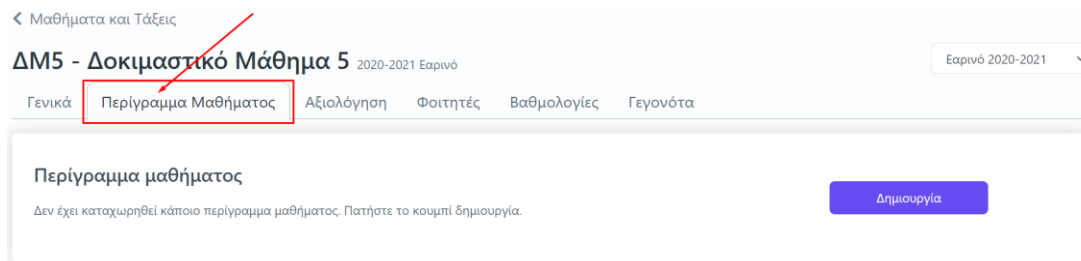 Μαθήματα και Τάξεις
ΔΜ5 - Δοκιμαστικό Μάθημα 5 2020-2021 Εαρινό
Εαρινό 2020-2021
Γενικά Περίγραμμα Μαθήματος Αξιολόγηση Φοιτητές Βαθμολογίες Γεγονότα
Περίγραμμα μαθήματος
Δημιουργία
Δεν έχει καταχωρηθεί κάποιο περίγραμμα μαθήματος. Πατήστε το κουμπί δημιουργία.